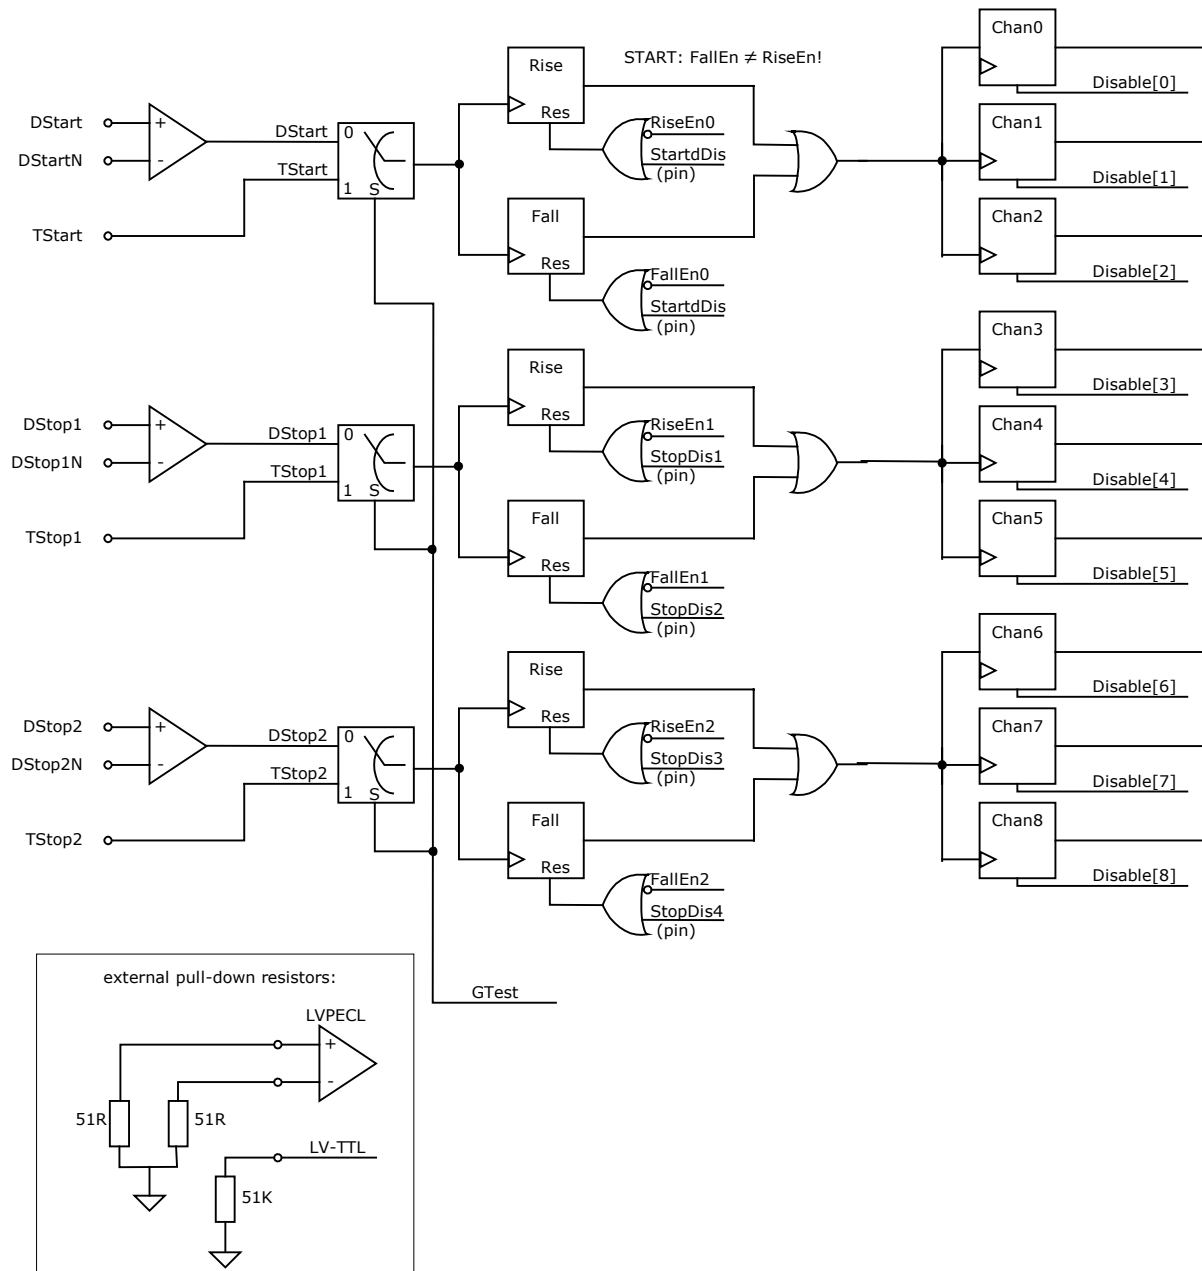 Rise
START: FallEn ≠ RiseEn!
Chan0
Res
Disable[0]
DStart
+
DStart
0
RiseEn0
Chan1
DStartN
-
TStart
1
S
StartdDis
(pin)
Disable[1]
TStart
Fall
Chan2
Res
FallEn0
Disable[2]
StartdDis
(pin)
Rise
Chan3
Res
Disable[3]
DStop1
+
DStop1
0
RiseEn1
Chan4
DStop1N
-
TStop1
1
S
StopDis1
(pin)
Disable[4]
TStop1
Fall
Chan5
Res
FallEn1
Disable[5]
StopDis2
(pin)
Rise
Chan6
Res
Disable[6]
DStop2
+
DStop2
0
RiseEn2
Chan7
DStop2N
-
TStop2
1
S
StopDis3
(pin)
Disable[7]
TStop2
Fall
Chan8
Res
FallEn2
Disable[8]
StopDis4
(pin)
external pull-down resistors:
GTest
LVPECL
+
-
51R
51R
LV-TTL
51K